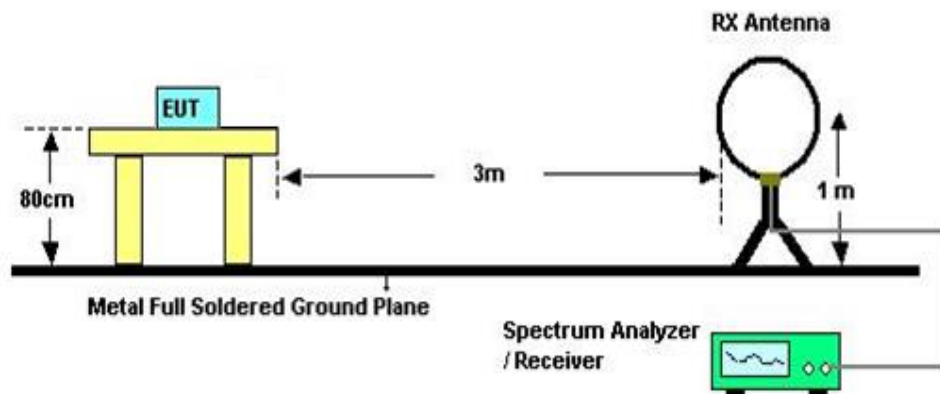 RX Antenna
EUT
80cm
3m
1 m
Metal Full Soldered Ground Plane
Spectrum Analyzer
/ Receiver